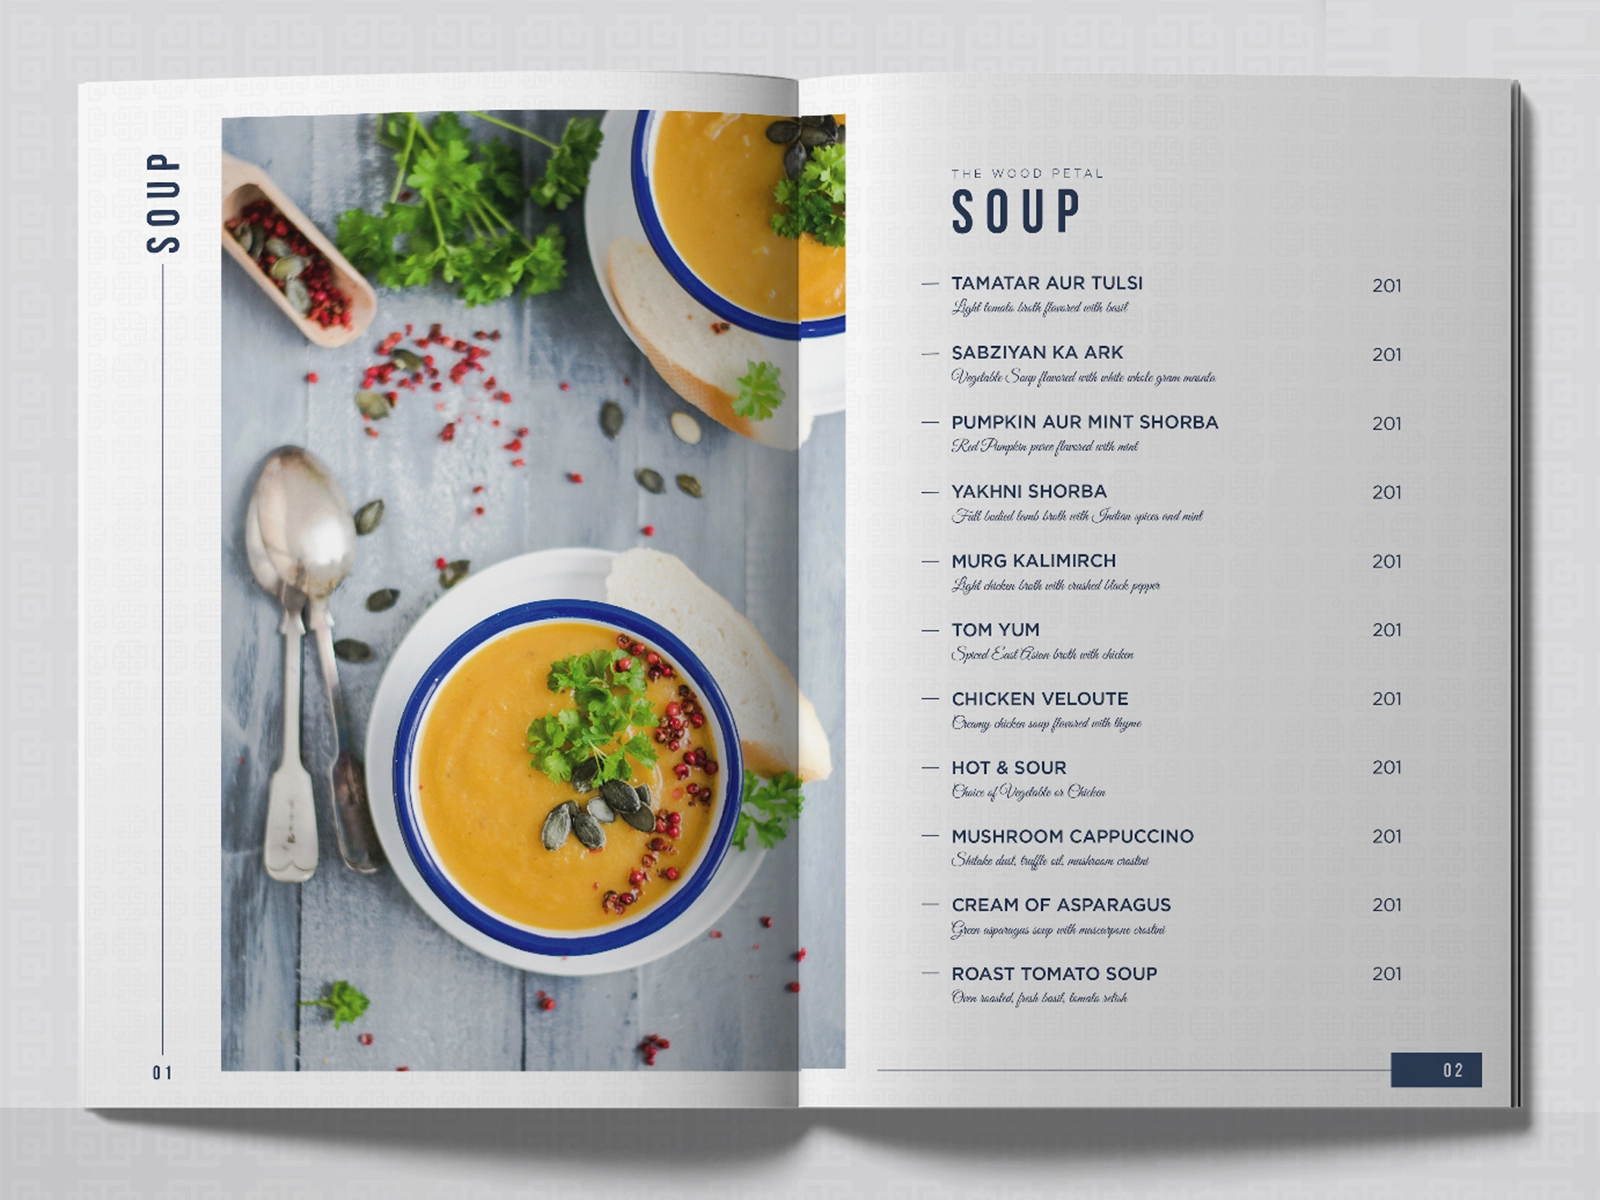 SOUP
01
THE WOOD PETAL
SOUP
TAMATAR AUR TULSI 201
Light tomato broth flavored with basil
SABZIYAN KA ARK 201
Vegetable Soup flavored with white whole gram masala
PUMPKIN AUR MINT SHORBA 201
Red Pumpkin puree flavored with mint
YAKHNI SHORBA 201
Full bodied lamb broth with Indian spices and mint
MURG KALIMIRCH 201
Light chicken broth with crushed black pepper
TOM YUM 201
Spiced East Asian broth with chicken
CHICKEN VELOUTE 201
Creamy chicken soup flavored with thyme
HOT & SOUR 201
Choice of Vegetable or Chicken
MUSHROOM CAPPUCCINO 201
Shitake dust, truffle oil, mushroom crostini
CREAM OF ASPARAGUS 201
Green asparagus soup with mascarpone crostini
ROAST TOMATO SOUP 201
Oven roasted, fresh basil, tomato relish
02